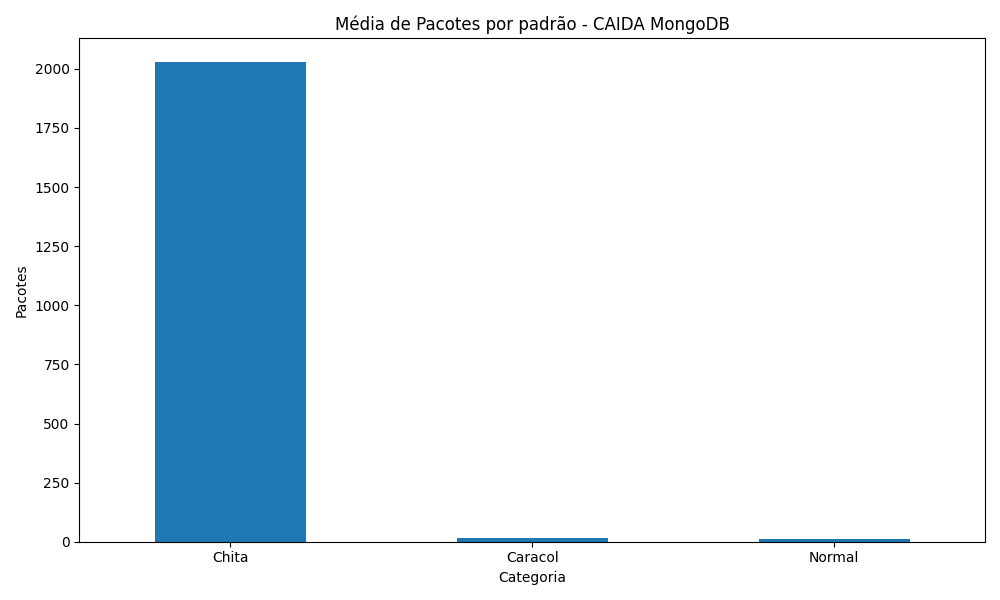 Média de Pacotes por padrão - CAIDA MongoDB
2000
1750
1500
1250
1000
750
500
250
0
Pacotes
Chita
Caracol
Normal
Categoria